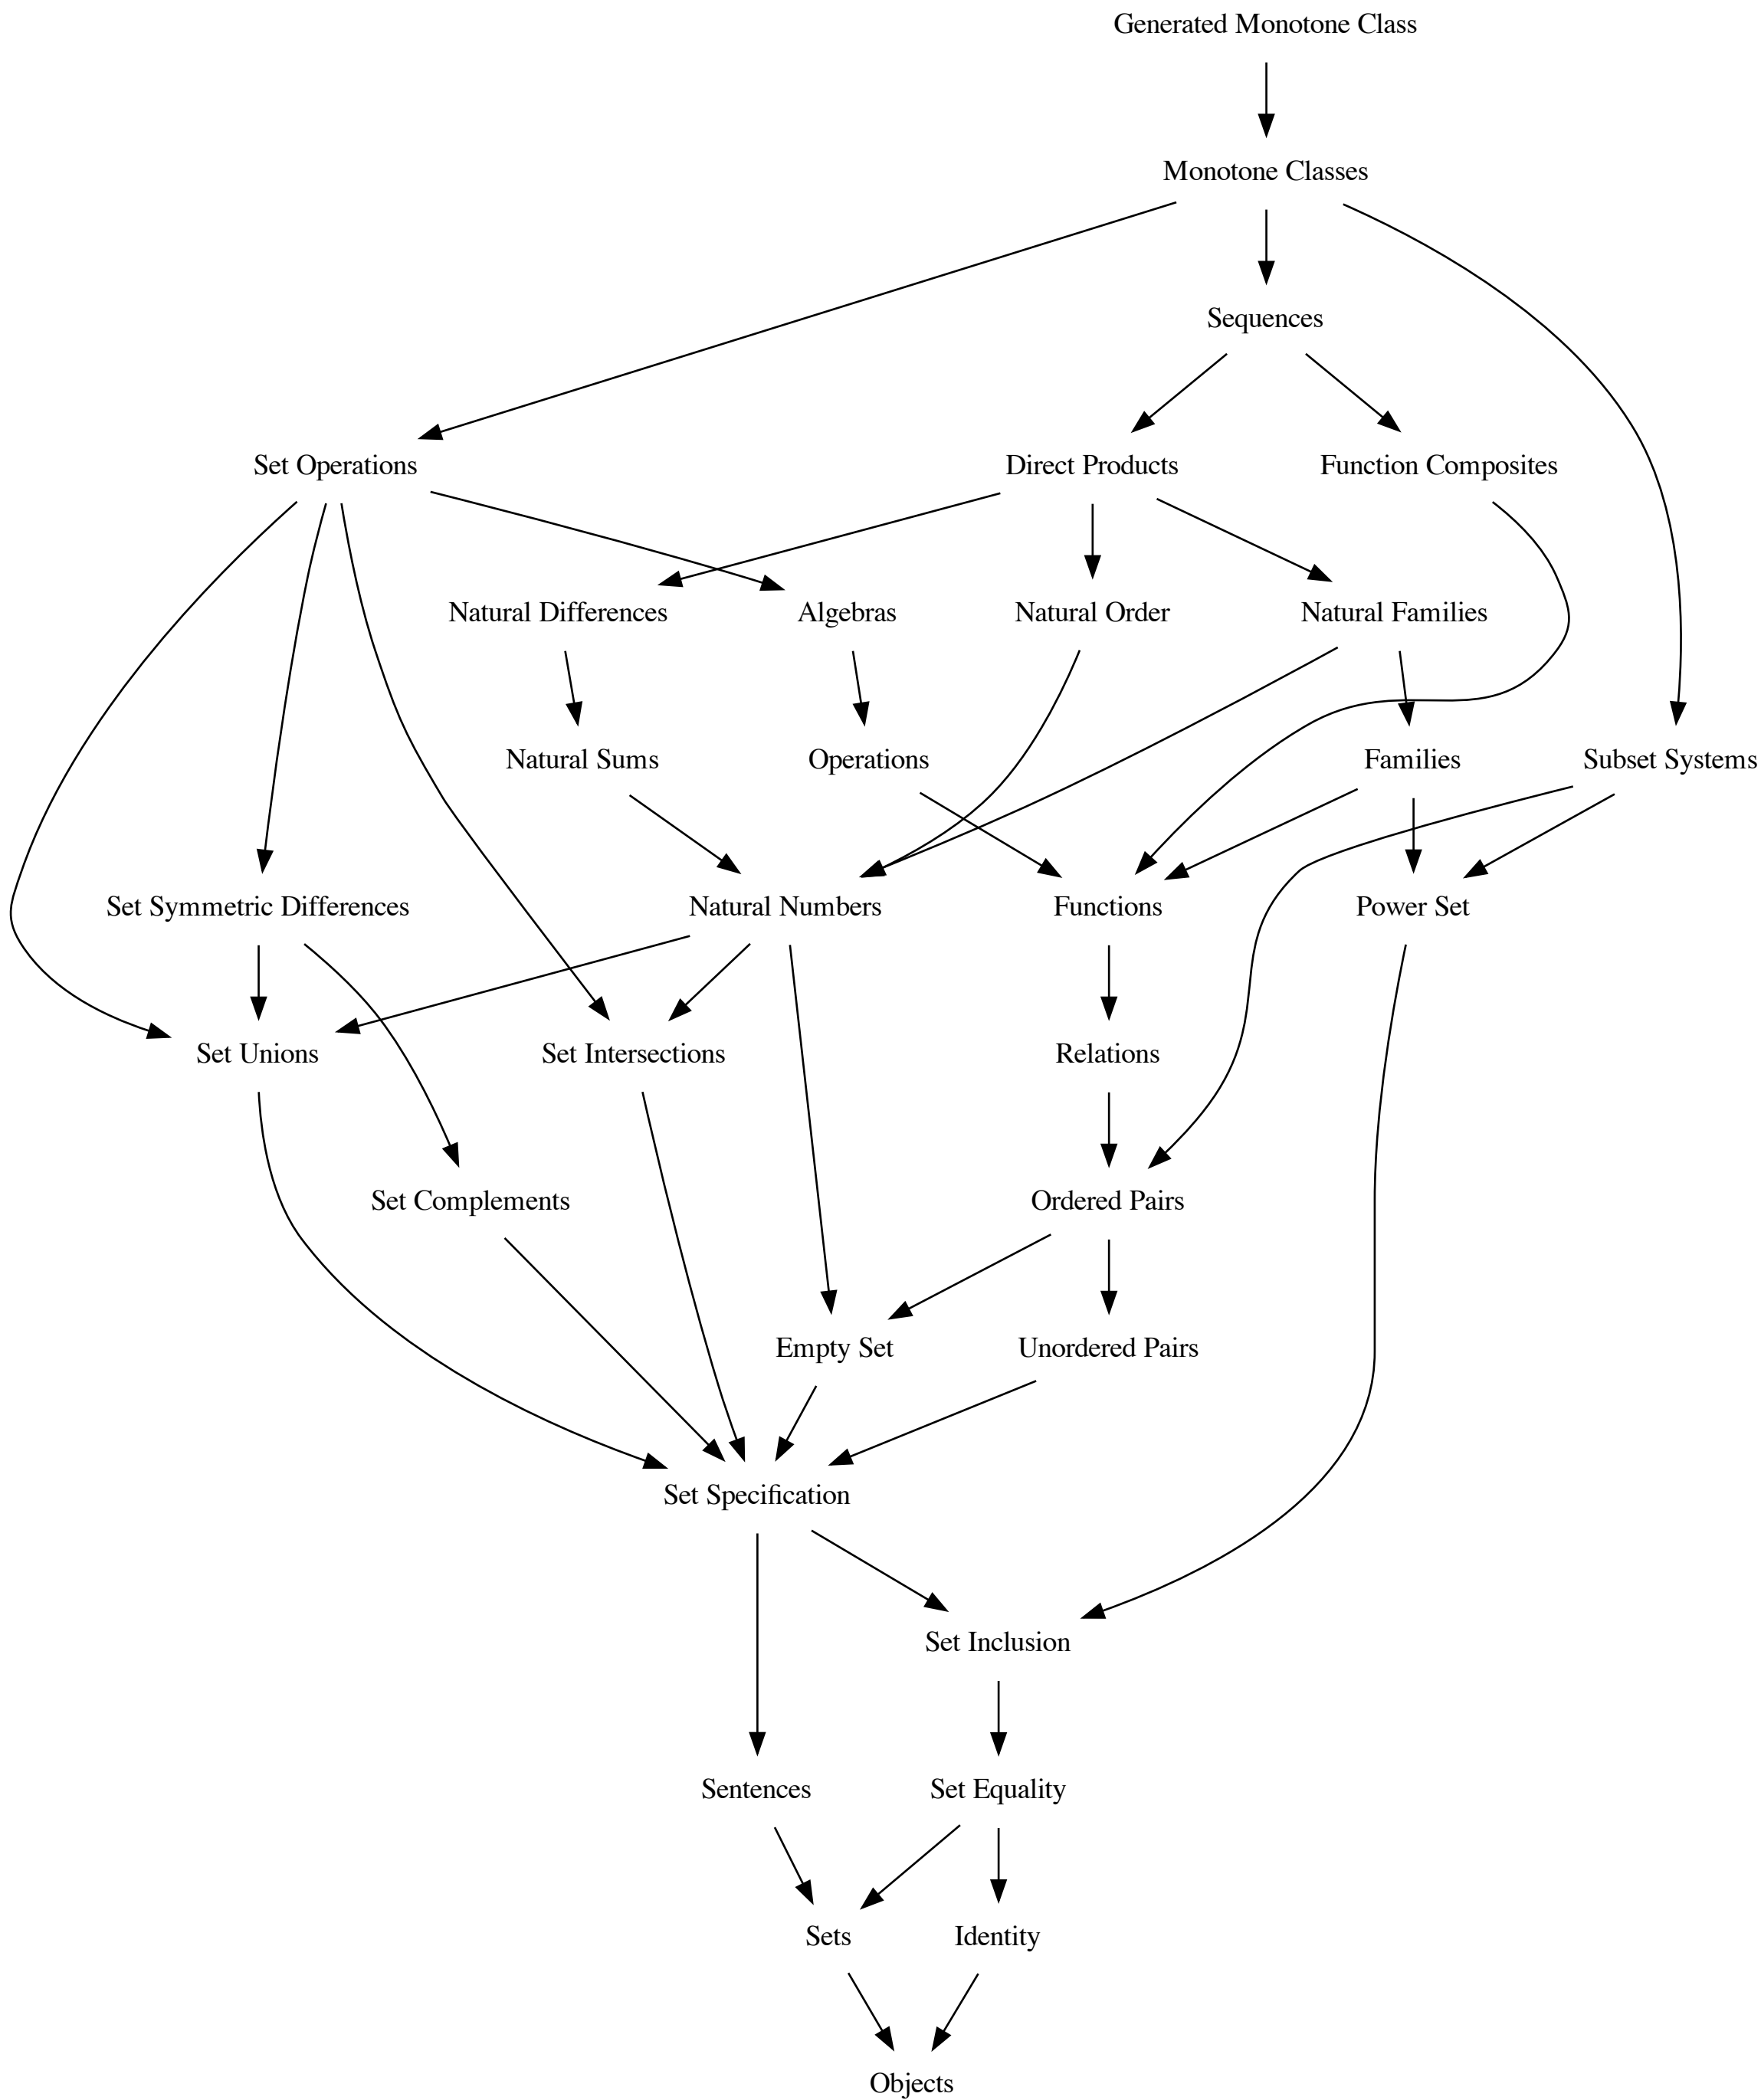 Generated Monotone Class
Monotone Classes
Sequences
Set Operations
Direct Products
Function Composites
Natural Differences
Algebras
Natural Order
Natural Families
Natural Sums
Operations
Families
Subset Systems
Set Symmetric Differences
Natural Numbers
Functions
Power Set
Set Unions
Set Intersections
Relations
Set Complements
Ordered Pairs
Empty Set
Unordered Pairs
Set Specification
Set Inclusion
Sentences
Set Equality
Sets
Identity
Objects